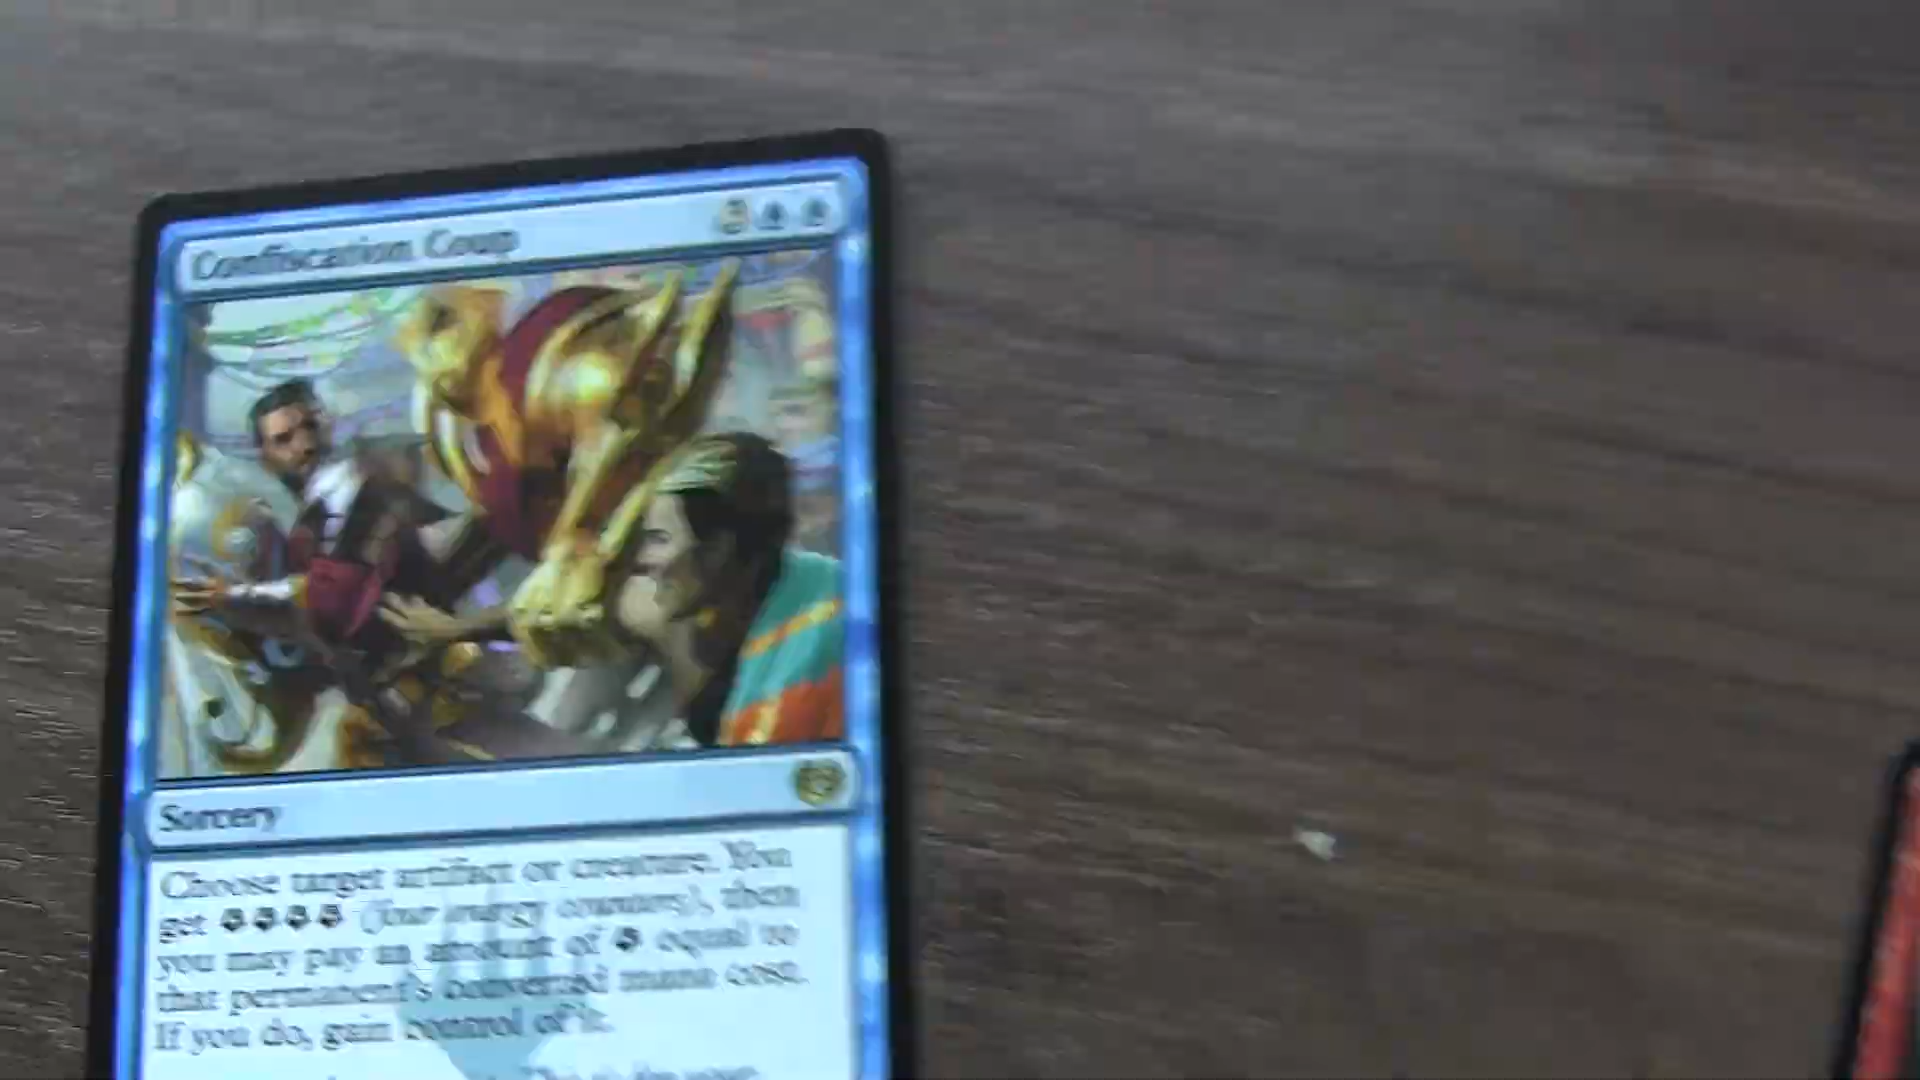 Confiscation Coup 3
Sorcery
Choose target artifact or creature. You
get (four energy counters), then
you may pay an amount of equal to
that permanent's converted mana cost.
If you do, gain control of it.